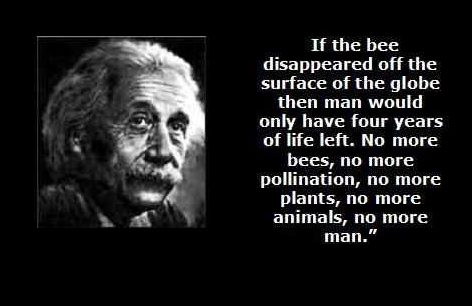 If the bee
disappeared off the
surface of the globe
then man would
only have four years
of life left. No more
bees, no more
pollination, no more
plants, no more
animals, no more
man.”